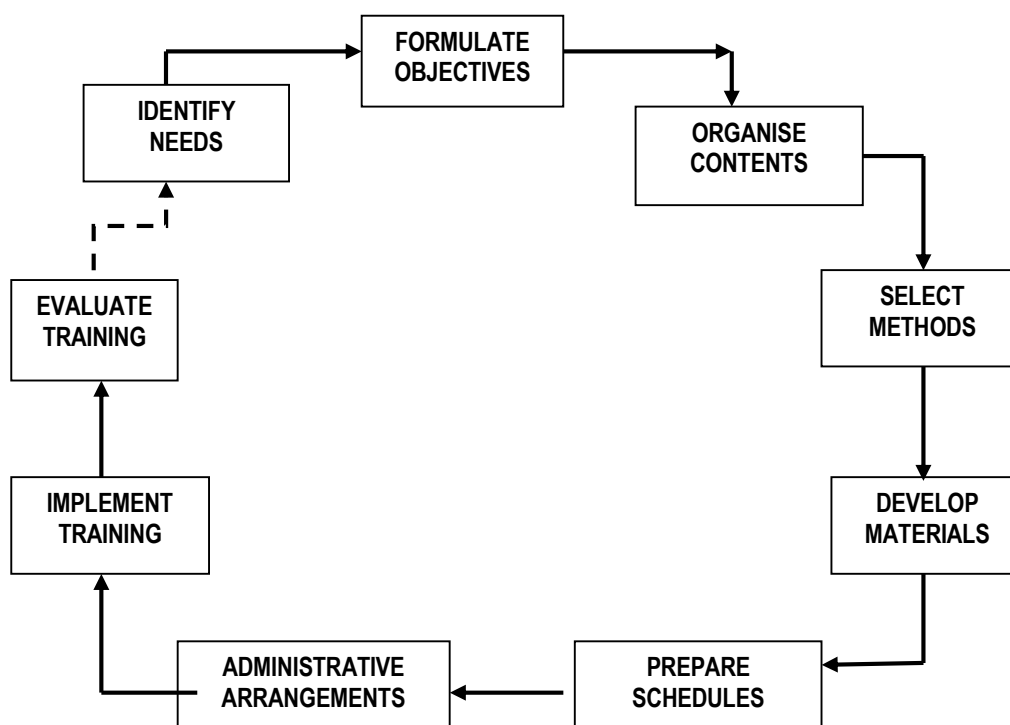 FORMULATE
OBJECTIVES
IDENTIFY
NEEDS
ORGANISE
CONTENTS
SELECT
METHODS
EVALUATE
TRAINING
DEVELOP
MATERIALS
IMPLEMENT
TRAINING
ADMINISTRATIVE
ARRANGEMENTS
PREPARE
SCHEDULES